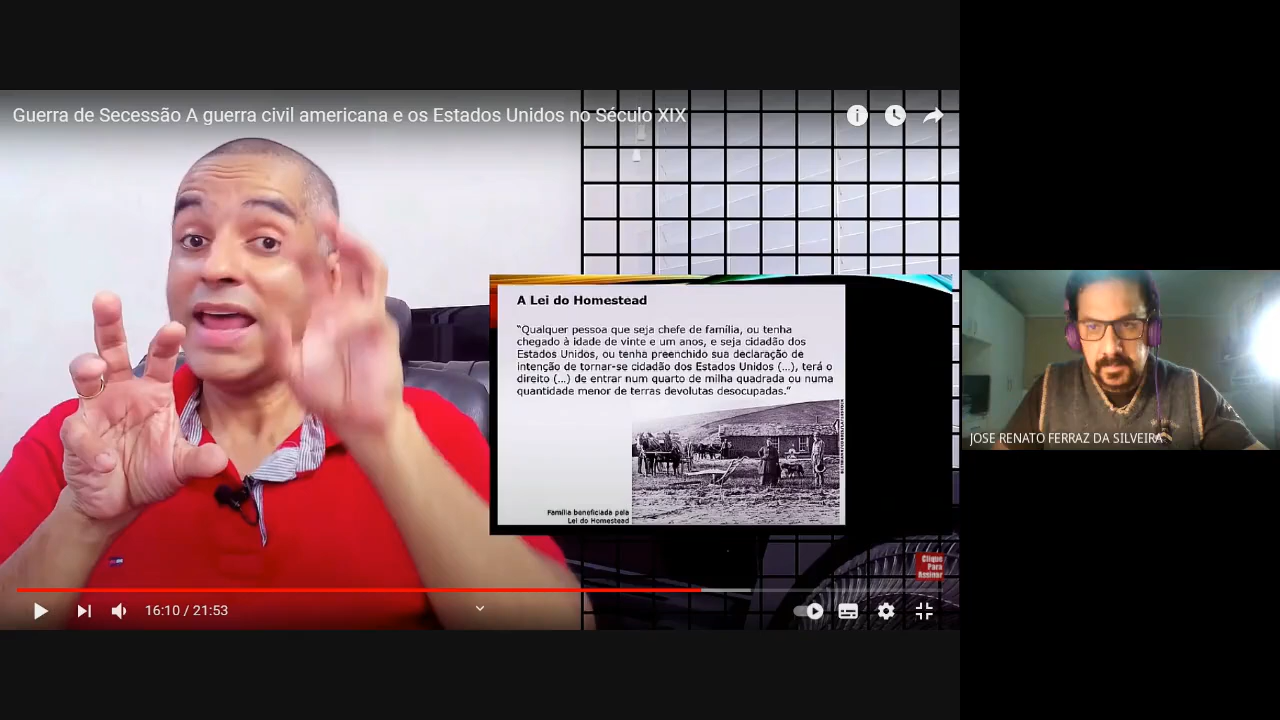 Guerra de Secessão A guerra civil americana e os Estados Unidos no Século XIX
A Lei do Homestead
"Qualquer pessoa que seja chefe de família, ou tenha
chegado à idade de vinte e um anos, e seja cidadão dos
Estados Unidos, ou tenha preenchido sua declaração de
intenção de tornar-se cidadão dos Estados Unidos (...), terá o
direito (...) de entrar num quarto de milha quadrada ou numa
quantidade menor de terras devolutas desocupadas."
Família beneficiada pela
Lei do Homestead
Clique
Para
Assinar
16:10 / 21:53
JOSE RENATO FERRAZ DA SILVEIRA